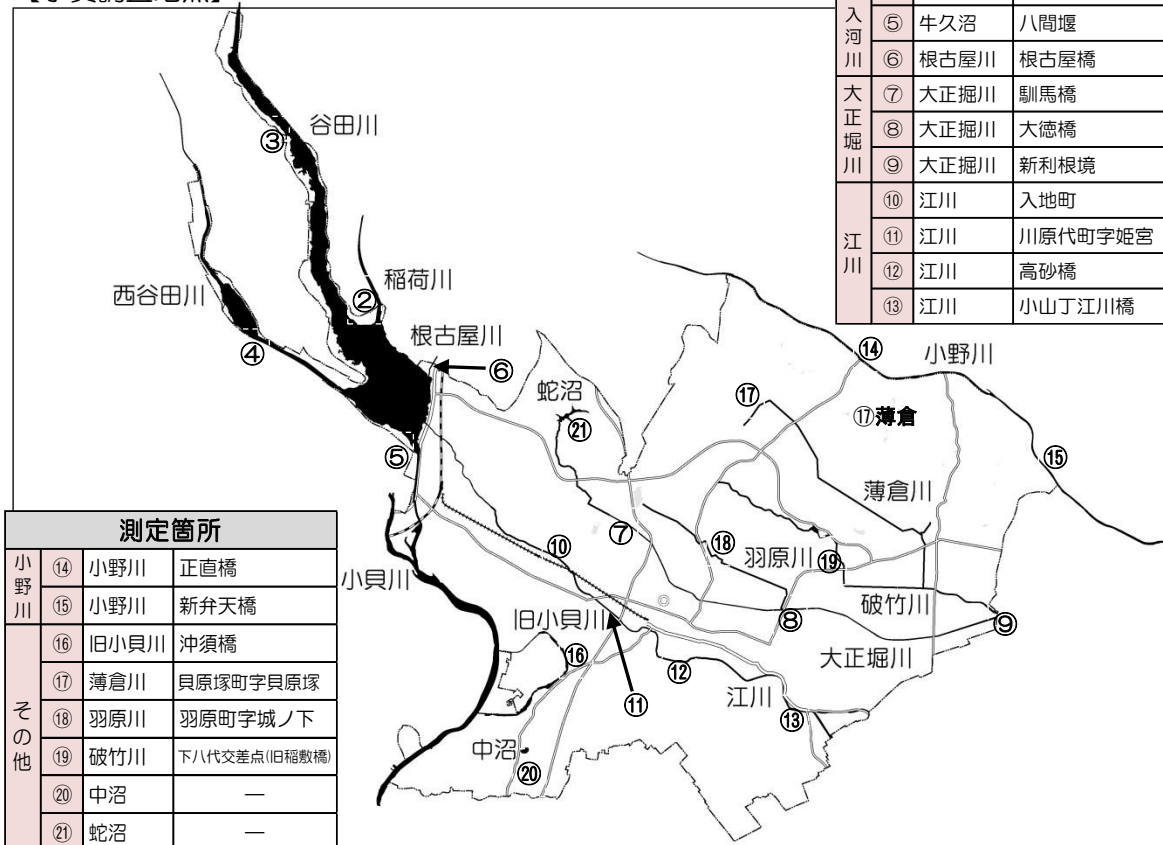 入河川
⑤ 牛久沼 八間堰
⑥ 根古屋川 根古屋橋
大正堀川
⑦ 大正掘川 馴馬橋
⑧ 大正掘川 大徳橋
⑨ 大正掘川 新利根境
江川
⑩ 江川 入地町
⑪ 江川 川原代町字姫宮
⑫ 江川 高砂橋
⑬ 江川 小山丁江川橋
谷田川
③
西谷田川
④
②
稲荷川
根古屋川
⑥
⑤
蛇沼
㉑
⑭
小野川
⑰
⑰薄倉
⑮
薄倉川
⑦
⑱
羽原川
⑲
破竹川
⑩
小貝川
旧小貝川
⑯
⑪
⑫
⑧
⑨
大正堀川
江川
⑬
中沼
⑳
測定箇所
小野川
⑭ 小野川 正直橋
⑮ 小野川 新弁天橋
その他
⑯ 旧小貝川 沖須橋
⑰ 薄倉川 貝原塚町字貝原塚
⑱ 羽原川 羽原町字城ノ下
⑲ 破竹川 下八代交差点(旧稲敷橋)
⑳ 中沼 ―
㉑ 蛇沼 ―